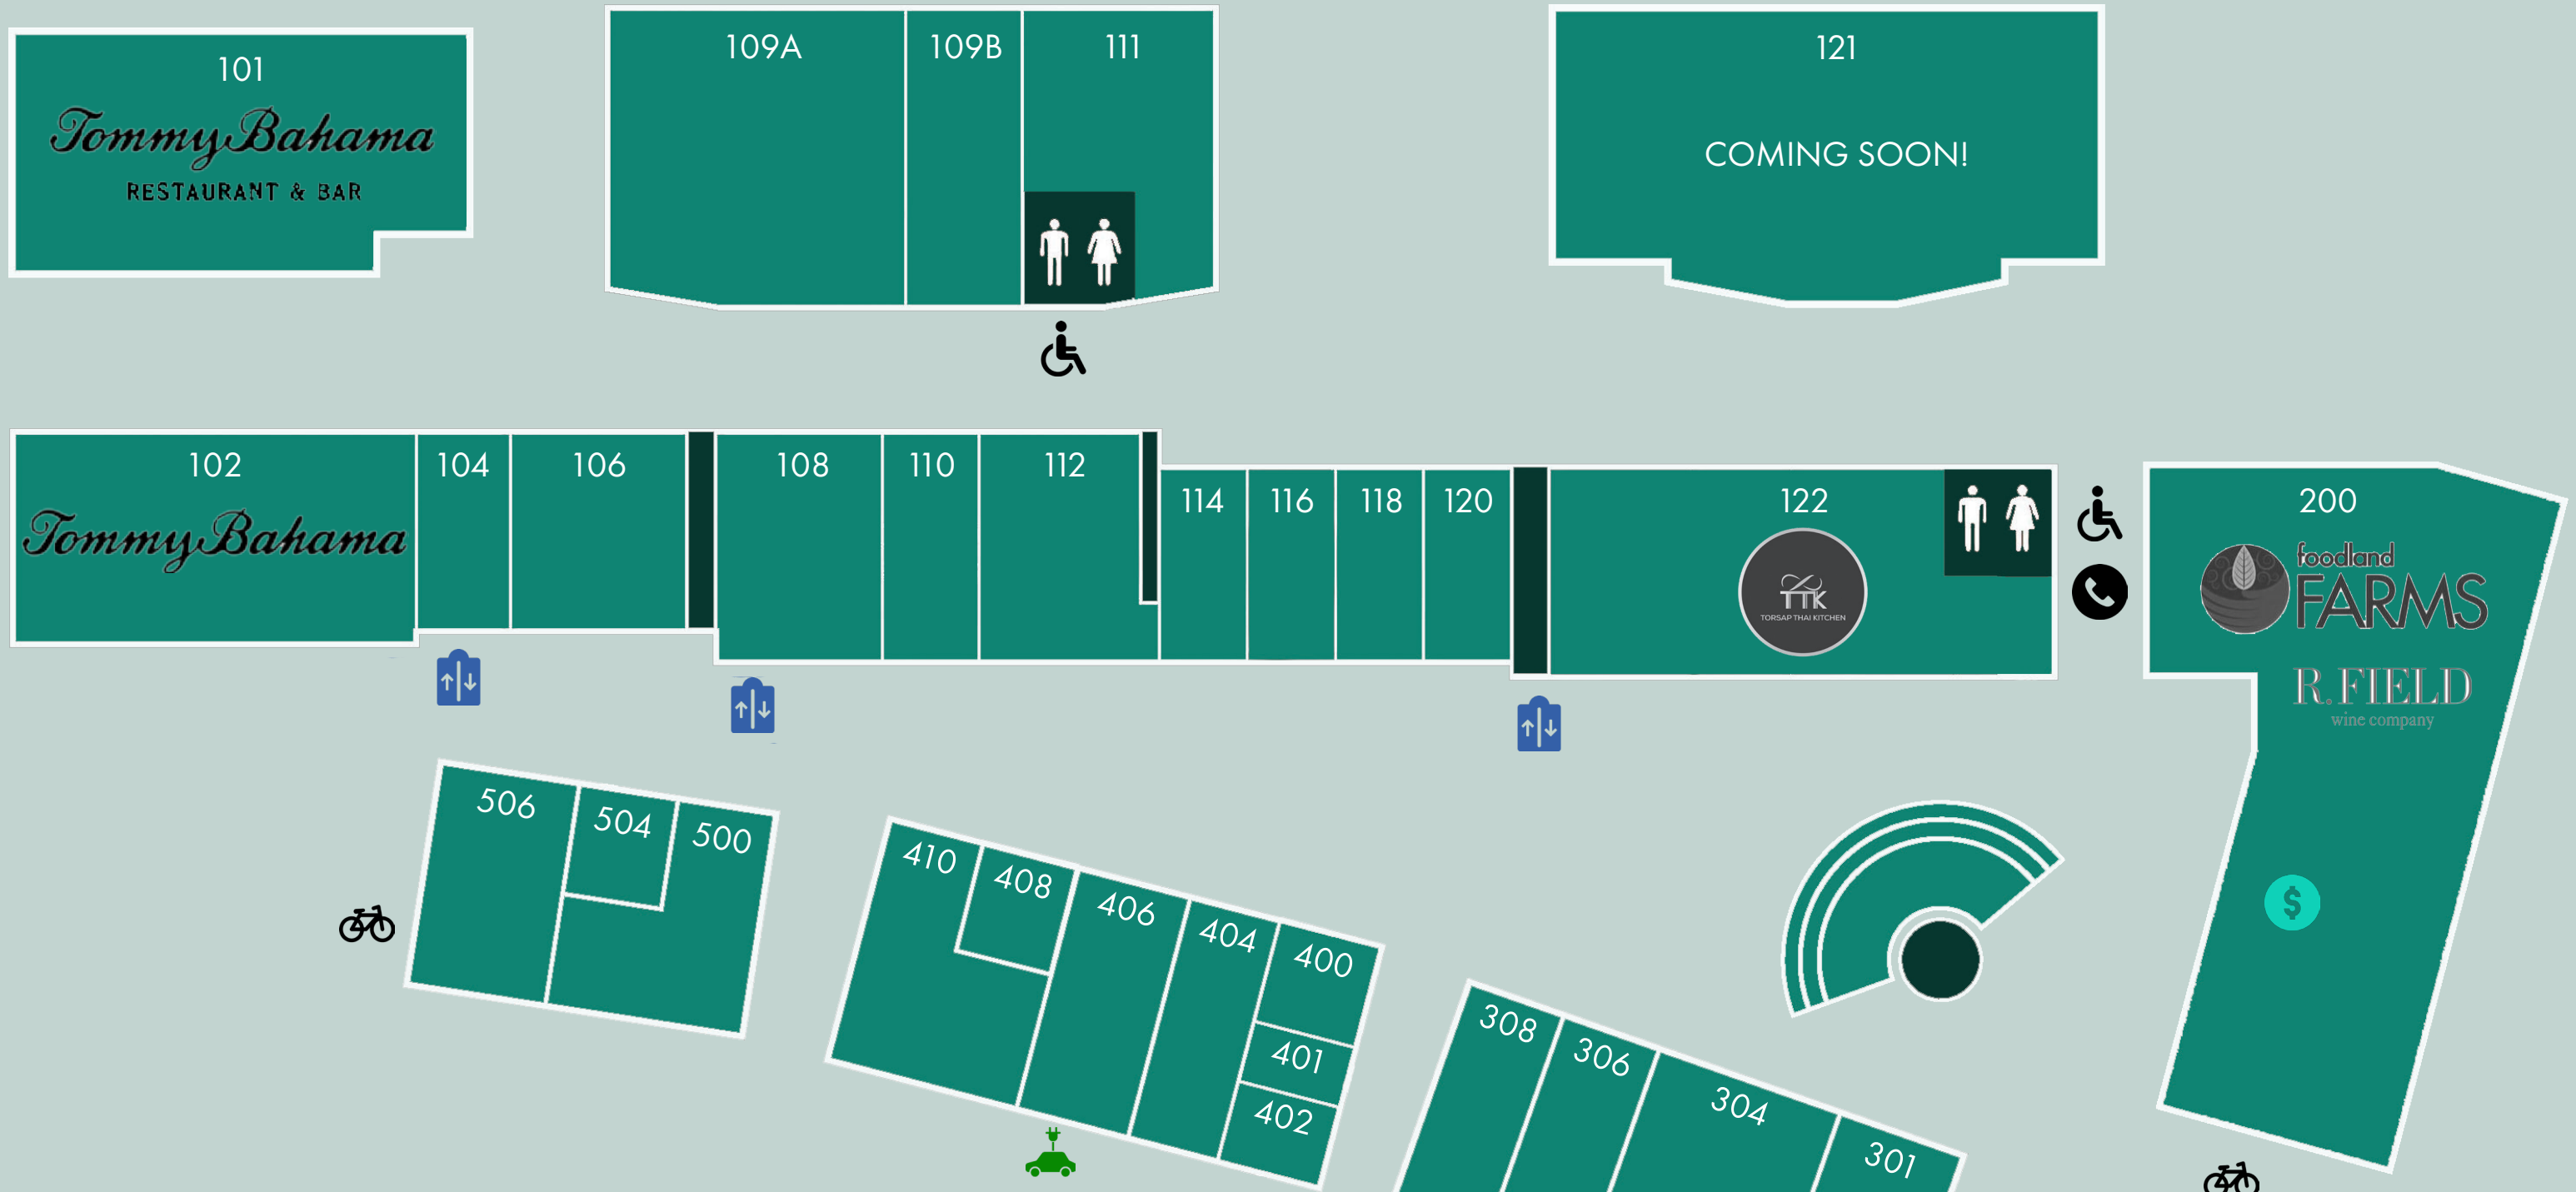 101
Tommy Bahama
RESTAURANT & BAR
109A
109B
111
121
COMING SOON!
102
Tommy Bahama
104
106
108
110
112
114
116
118
120
122
TTK
TORSAP THAI KITCHEN
200
foodland
FARMS
R. FIELD
wine company
$
506
504
500
410
408
406
404
400
401
402
308
306
304
301